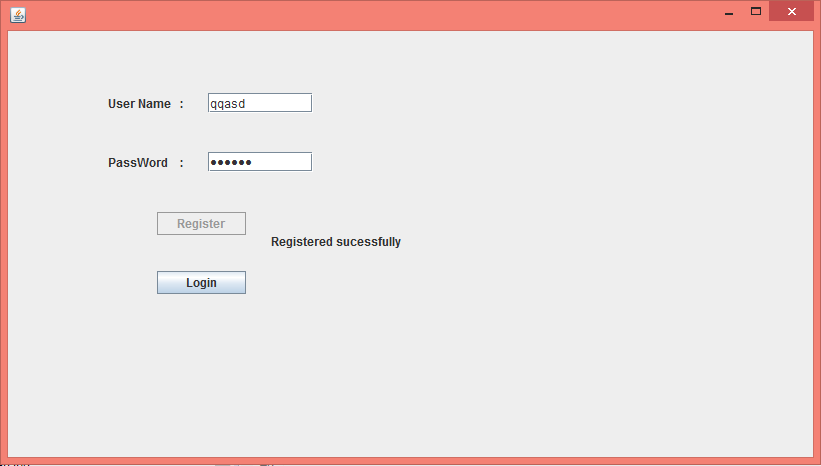 User Name :
qqasd
PassWord :
••••••
Register
Registered sucessfully
Login